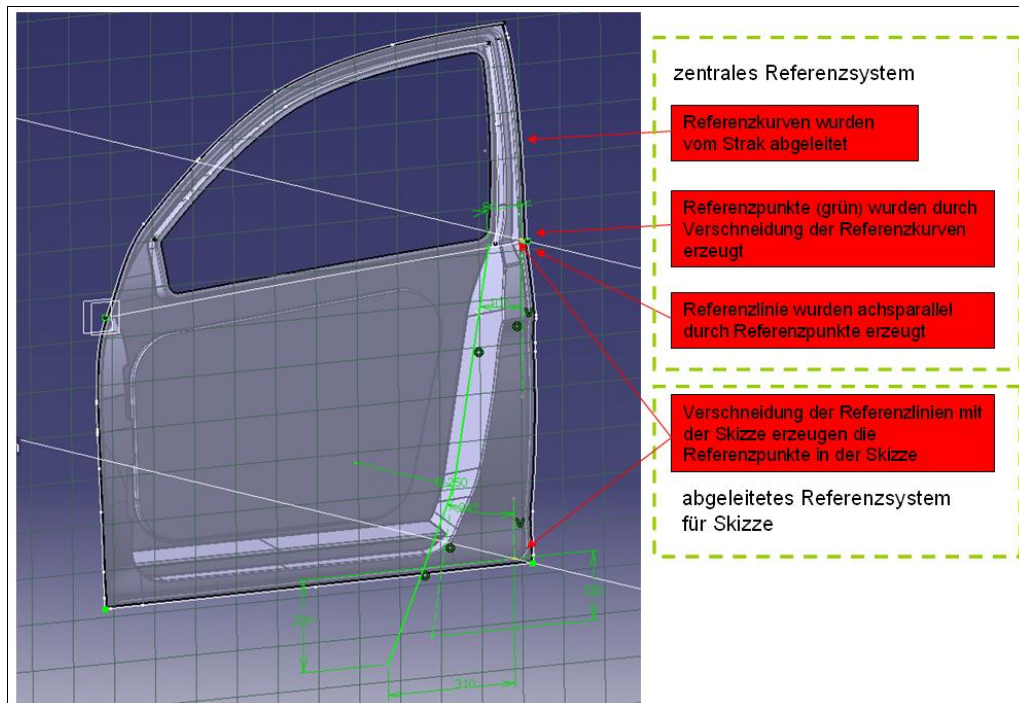 zentrales Referenzsystem
Referenzkurven wurden
vom Strak abgeleitet
Referenzpunkte (grün) wurden durch
Verschneidung der Referenzkurven
erzeugt
Referenzlinie wurden achsparallel
durch Referenzpunkte erzeugt
Verschneidung der Referenzlinien mit
der Skizze erzeugen die
Referenzpunkte in der Skizze
abgeleitetes Referenzsystem
für Skizze
V
V
310